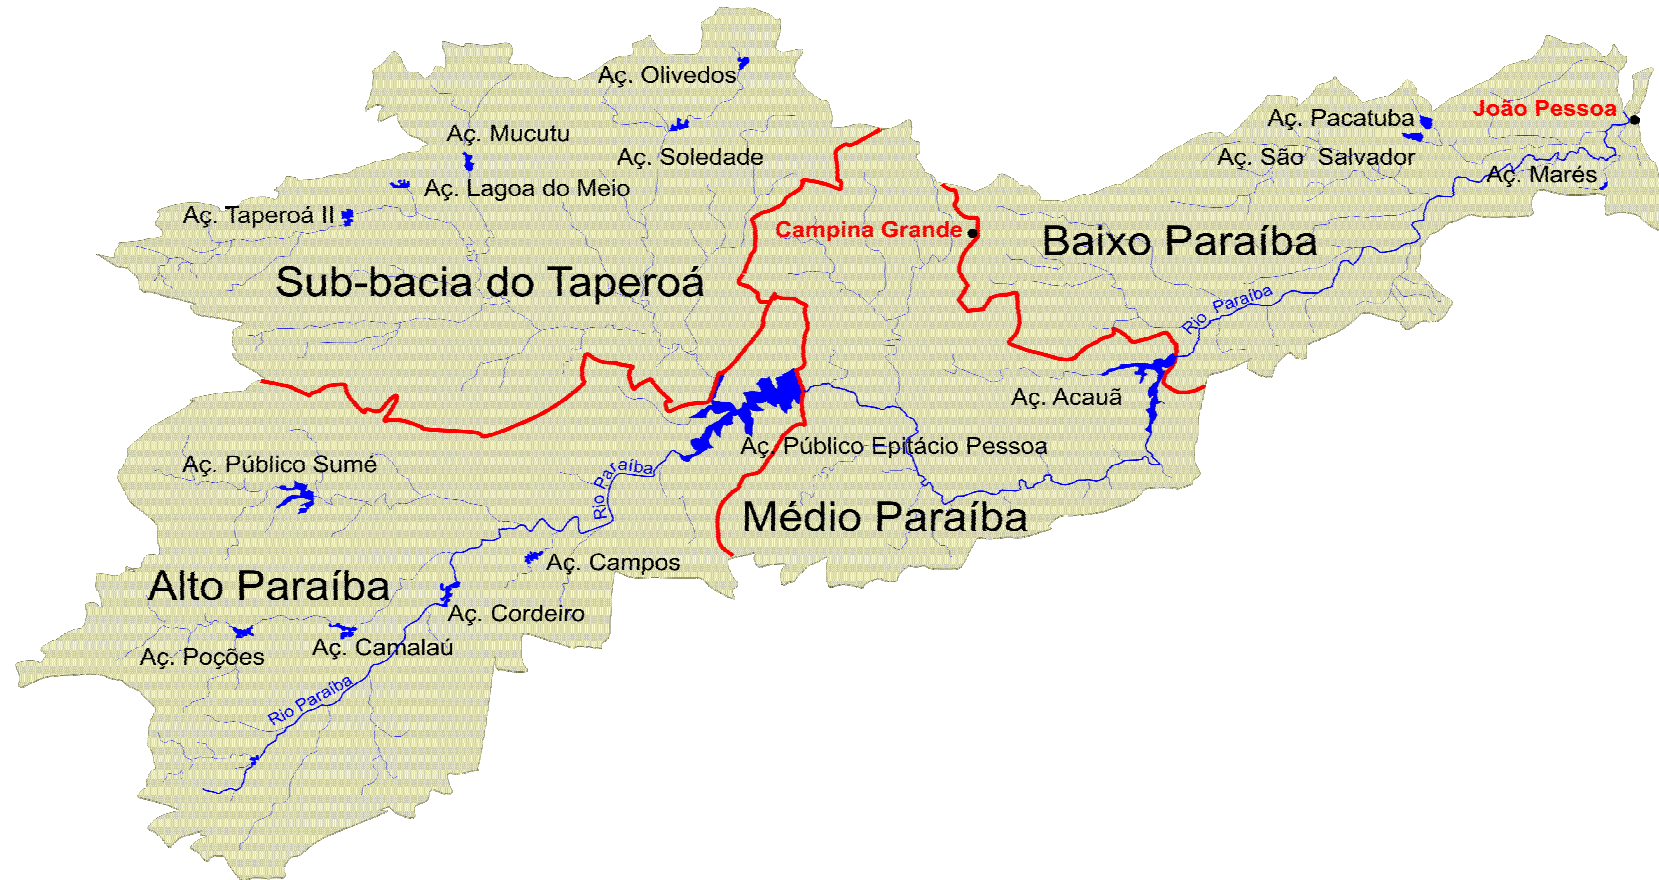 Aç. Olivedos
João Pessoa
Aç. Pacatuba
Aç. Mucutu
Aç. Soledade
Aç. São Salvador
Aç. Marés
Aç. Lagoa do Meio
Aç. Taperoá II
Campina Grande
Baixo Paraíba
Sub-bacia do Taperoá
Rio Paraíba
Aç. Acauã
Aç. Público Epitácio Pessoa
Aç. Público Sumé
Rio Paraíba
Médio Paraíba
Aç. Campos
Alto Paraíba
Aç. Cordeiro
Aç. Camalaú
Aç. Poções
Rio Paraíba